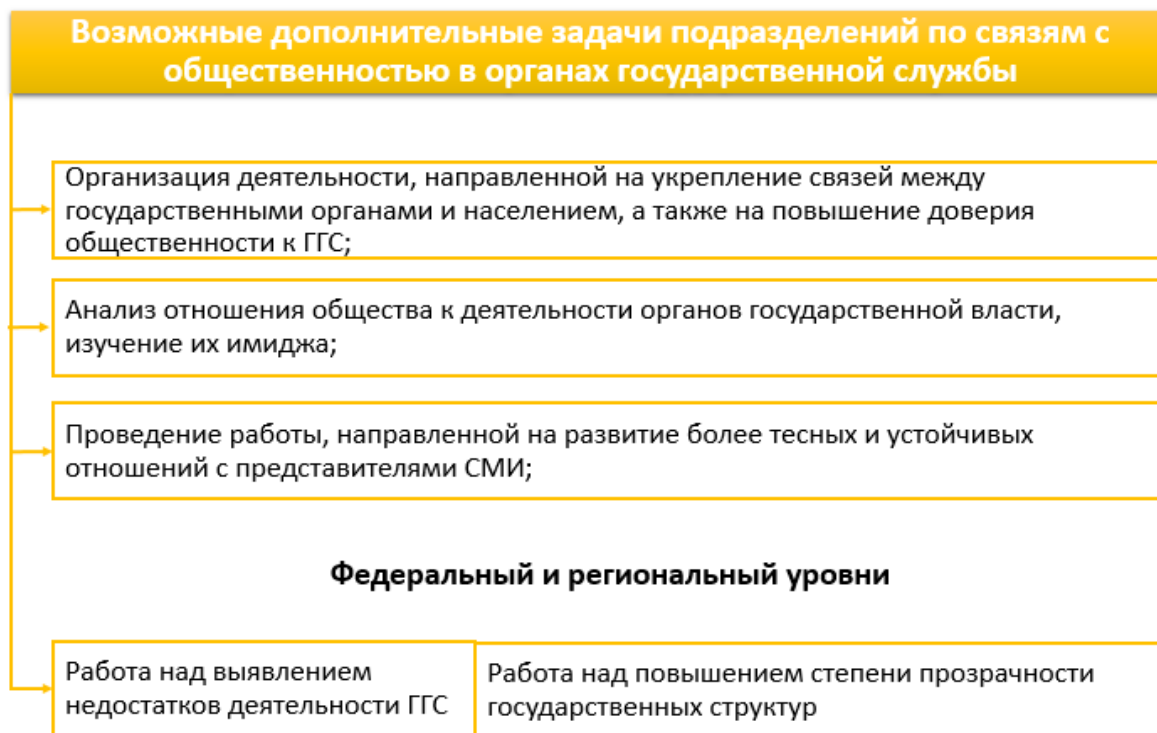 Возможные дополнительные задачи подразделений по связям с
общественностью в органах государственной службы
Организация деятельности, направленной на укрепление связей между
государственными органами и населением, а также на повышение доверия
общественности к ГГС;
Анализ отношения общества к деятельности органов государственной власти,
изучение их имиджа;
Проведение работы, направленной на развитие более тесных и устойчивых
отношений с представителями СМИ;
Федеральный и региональный уровни
Работа над выявлением
недостатков деятельности ГГС
Работа над повышением степени прозрачности
государственных структур